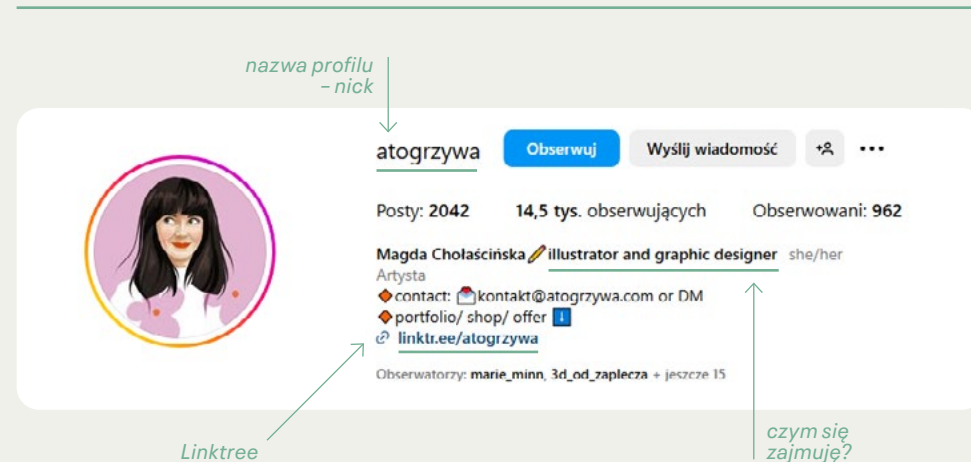 nazwa profilu
– nick
atogrzywa Obserwuj Wyślij wiadomość
Posty: 2042 14,5 tys. obserwujących Obserwowani: 962
Magda Chołaścińska illustrator and graphic designer she/her
Artysta
contact: kontakt@atogrzywa.com or DM
portfolio/ shop/ offer
linktr.ee/atogrzywa
Obserwatorzy: marie_minn, 3d_od_zaplecza + jeszcze 15
Linktree
czym się
zajmuję?